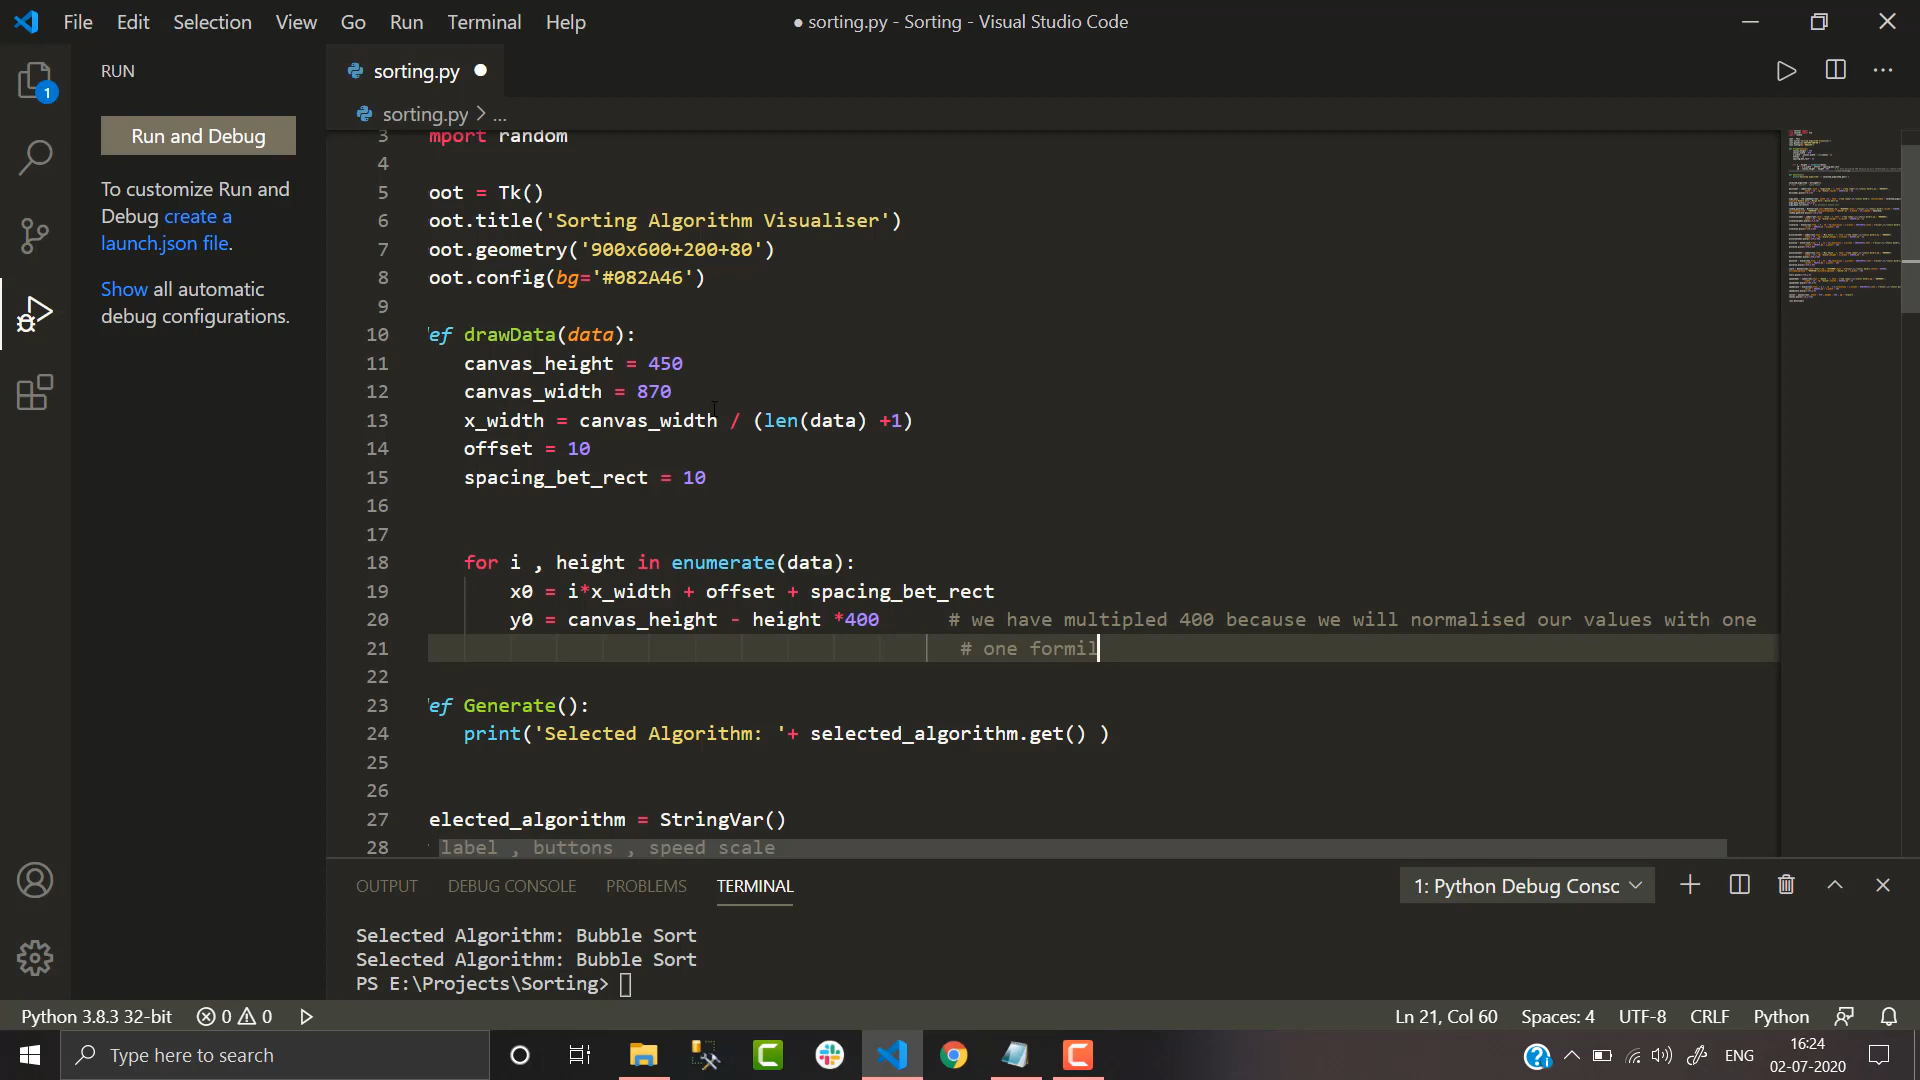 File Edit Selection View Go Run Terminal Help
● sorting.py - Sorting - Visual Studio Code
1
RUN
Run and Debug
To customize Run and
Debug create a
launch.json file.
Show all automatic
debug configurations.
sorting.py ●
sorting.py > ...
3 mport random
4
5 oot = Tk()
6 oot.title('Sorting Algorithm Visualiser')
7 oot.geometry('900x600+200+80')
8 oot.config(bg='#082A46')
9
10 ef drawData(data):
11 canvas_height = 450
12 canvas_width = 870
13 x_width = canvas_width / (len(data) +1)
14 offset = 10
15 spacing_bet_rect = 10
16
17
18 for i , height in enumerate(data):
19 x0 = i*x_width + offset + spacing_bet_rect
20 y0 = canvas_height - height *400 # we have multipled 400 because we will normalised our values with one
21 # one formil
22
23 ef Generate():
24 print('Selected Algorithm: '+ selected_algorithm.get() )
25
26
27 elected_algorithm = StringVar()
28 label , buttons , speed scale
OUTPUT DEBUG CONSOLE PROBLEMS TERMINAL
1: Python Debug Consc
Selected Algorithm: Bubble Sort
Selected Algorithm: Bubble Sort
PS E:\Projects\Sorting>
Python 3.8.3 32-bit 0 0
Ln 21, Col 60 Spaces: 4 UTF-8 CRLF Python
Type here to search
ENG
16:24
02-07-2020